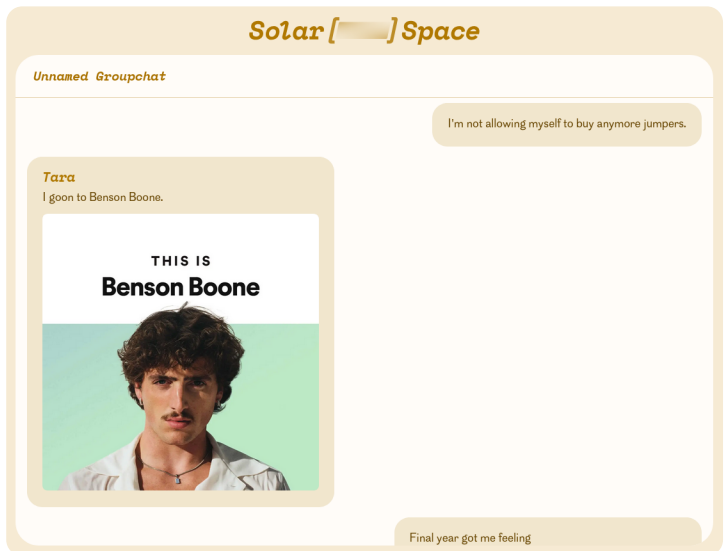 Solar [ ] Space
Unnamed Groupchat
I'm not allowing myself to buy anymore jumpers.
Tara
I goon to Benson Boone.
THIS IS
Benson Boone
Final year got me feeling